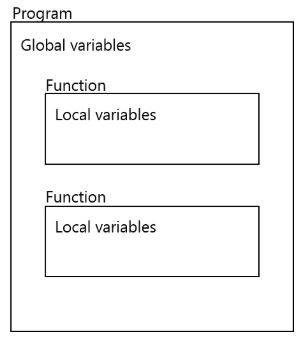 Program
Global variables
Function
Local variables
Function
Local variables